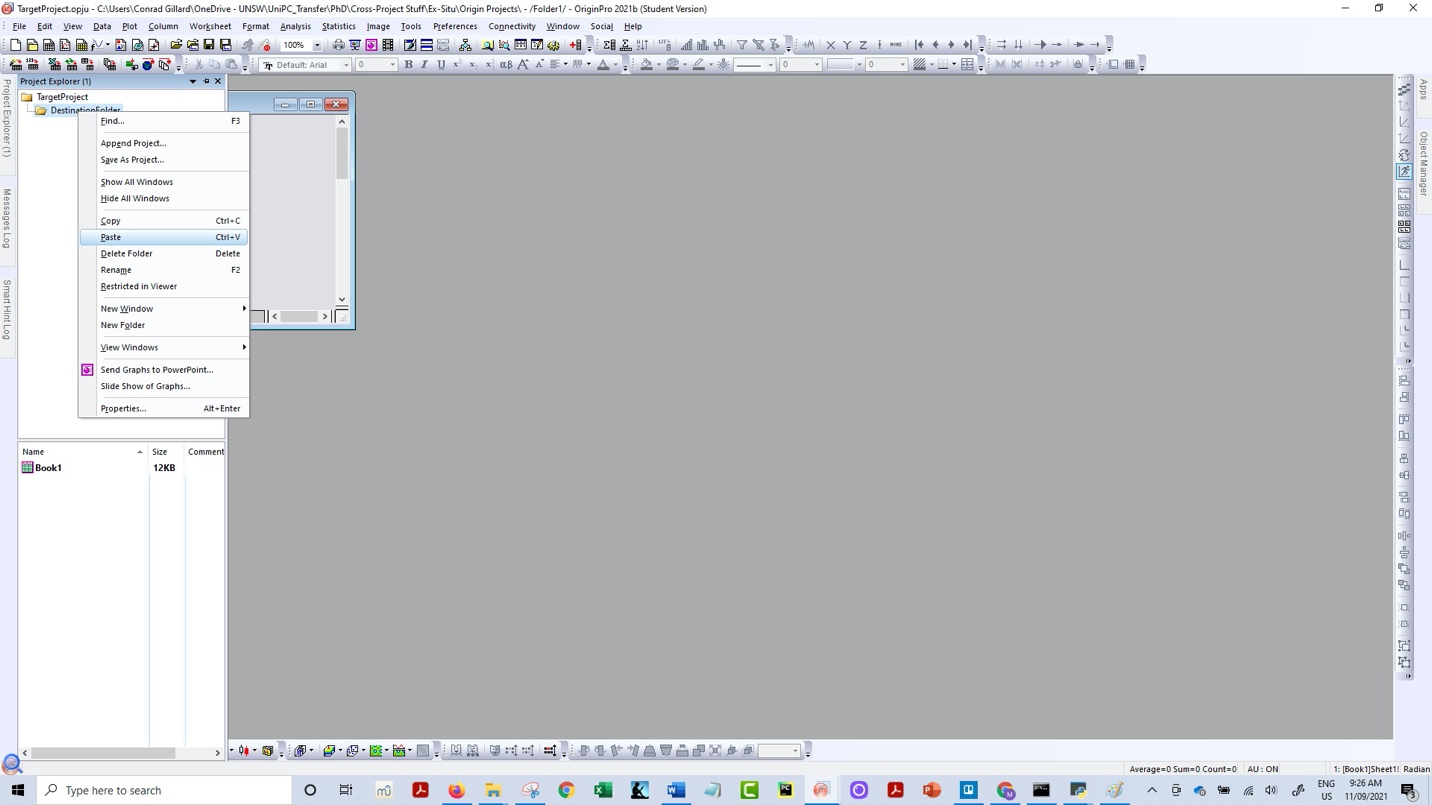 TargetProject.opju - C:\Users\Conrad Gillard\OneDrive - UNSW\UniPC_Transfer\PhD\Cross-Project Stuff\Ex-Situ\Origin Projects\ - /Folder1/ - OriginPro 2021b (Student Version)
File Edit View Data Plot Column Worksheet Format Analysis Statistics Image Tools Preferences Connectivity Window Social Help
100%
Default: Arial 0 B I U αβ A A 0 0
Project Explorer (1)
TargetProject
DestinationFolder
Find... F3
Append Project...
Save As Project...
Show All Windows
Hide All Windows
Copy Ctrl+C
Paste Ctrl+V
Delete Folder Delete
Rename F2
Restricted in Viewer
New Window
New Folder
View Windows
Send Graphs to PowerPoint...
Slide Show of Graphs...
Properties... Alt+Enter
Project Explorer (1)
Messages Log
Smart Hint Log
Apps
Object Manager
Name Size Comment
Book1 12KB
Average=0 Sum=0 Count=0 AU : ON 1: [Book1]Sheet1! Radian
Type here to search
ENG
US
9:26 AM
11/09/2021
3